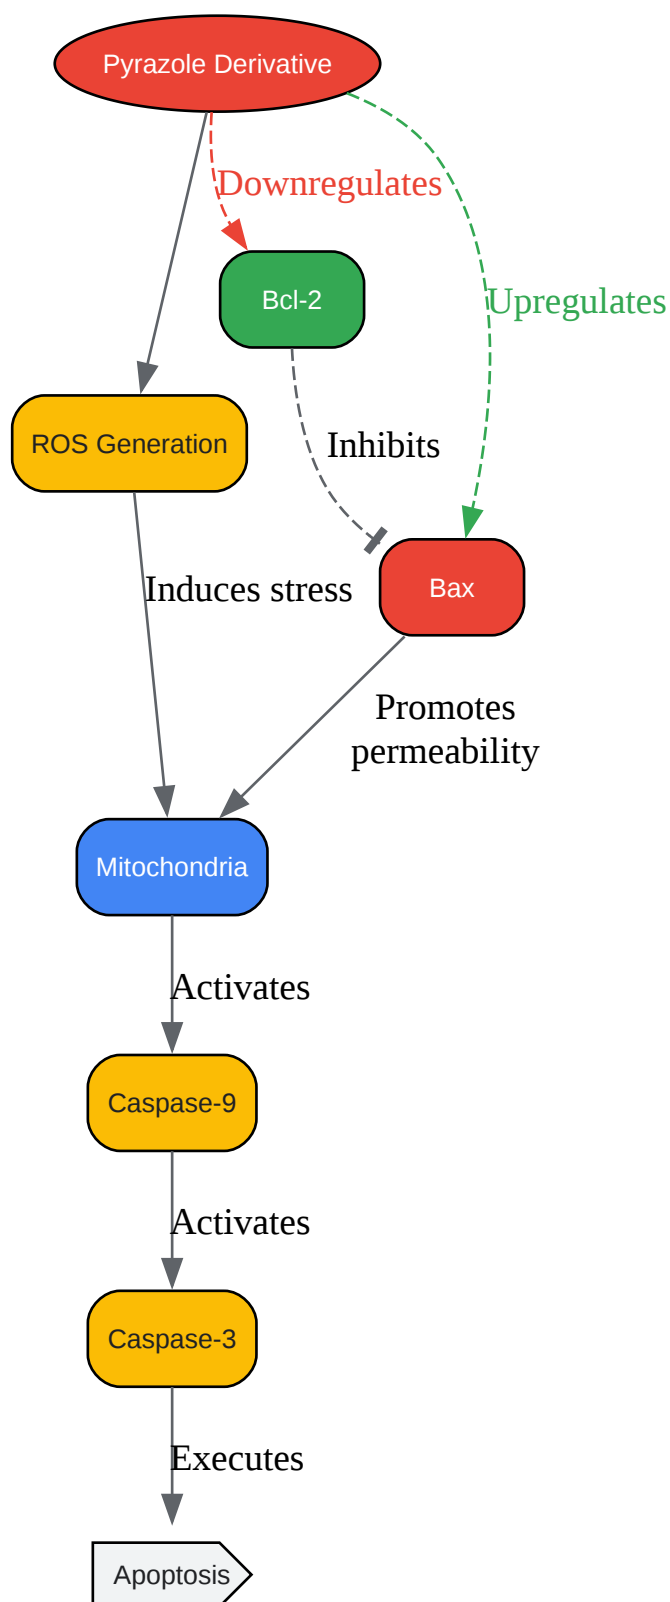 Pyrazole Derivative
Downregulates
Bcl-2
Upregulates
ROS Generation
Inhibits
Induces stress
Bax
Promotes
permeability
Mitochondria
Activates
Caspase-9
Activates
Caspase-3
Executes
Apoptosis